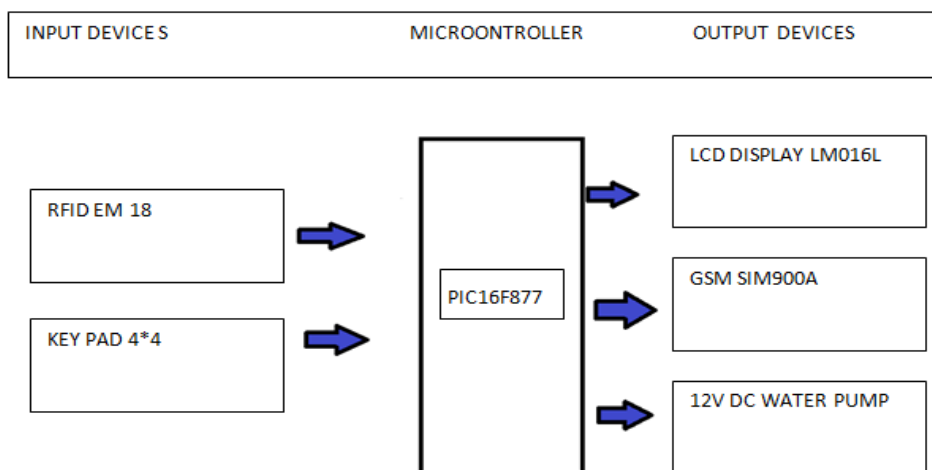 INPUT DEVICES MICROONTROLLER OUTPUT DEVICES
LCD DISPLAY LM016L
RFID EM 18
GSM SIM900A
PIC16F877
KEY PAD 4*4
12V DC WATER PUMP